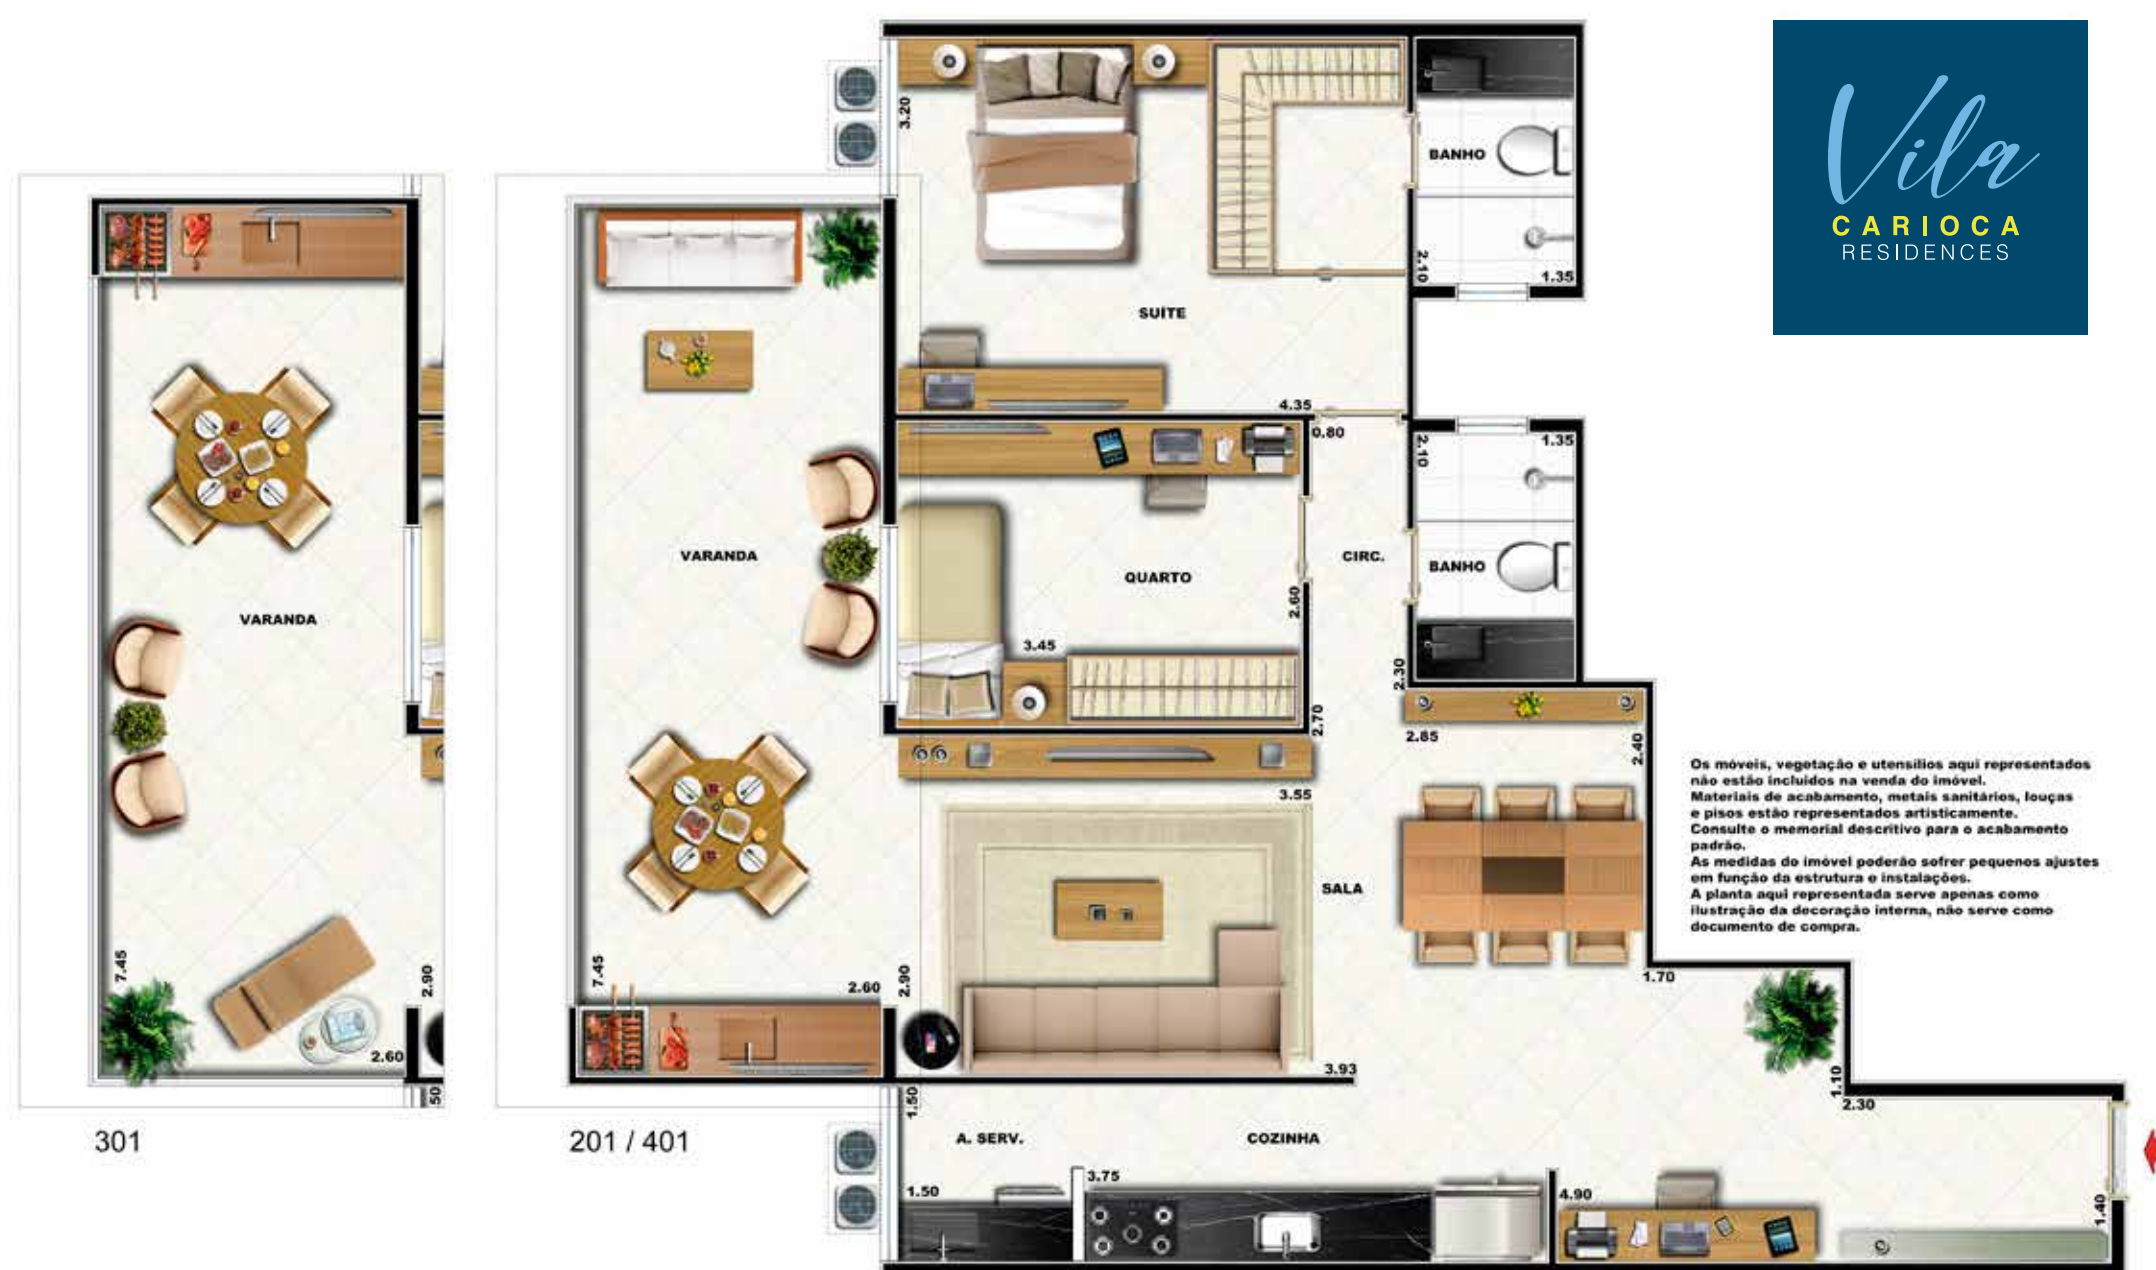 Vila
CARIOCA
RESIDENCES
3.20
BANHO
2.10
1.35
SUÍTE
4.35
0.80
2.10
1.35
VARANDA
QUARTO
CIRC.
BANHO
2.60
3.45
2.30
2.70
2.85
2.40
3.55
VARANDA
SALA
Os móveis, vegetação e utensílios aqui representados
não estão incluídos na venda do imóvel.
Materiais de acabamento, metais sanitários, louças
e pisos estão representados artisticamente.
Consulte o memorial descritivo para o acabamento
padrão.
As medidas do imóvel poderão sofrer pequenos ajustes
em função da estrutura e instalações.
A planta aqui representada serve apenas como
ilustração da decoração interna, não serve como
documento de compra.
7.45
2.90
2.60
50
7.45
2.60
2.90
1.70
3.93
1.10
2.30
1.50
301
201 / 401
A. SERV.
COZINHA
1.50
3.75
4.90
1.40